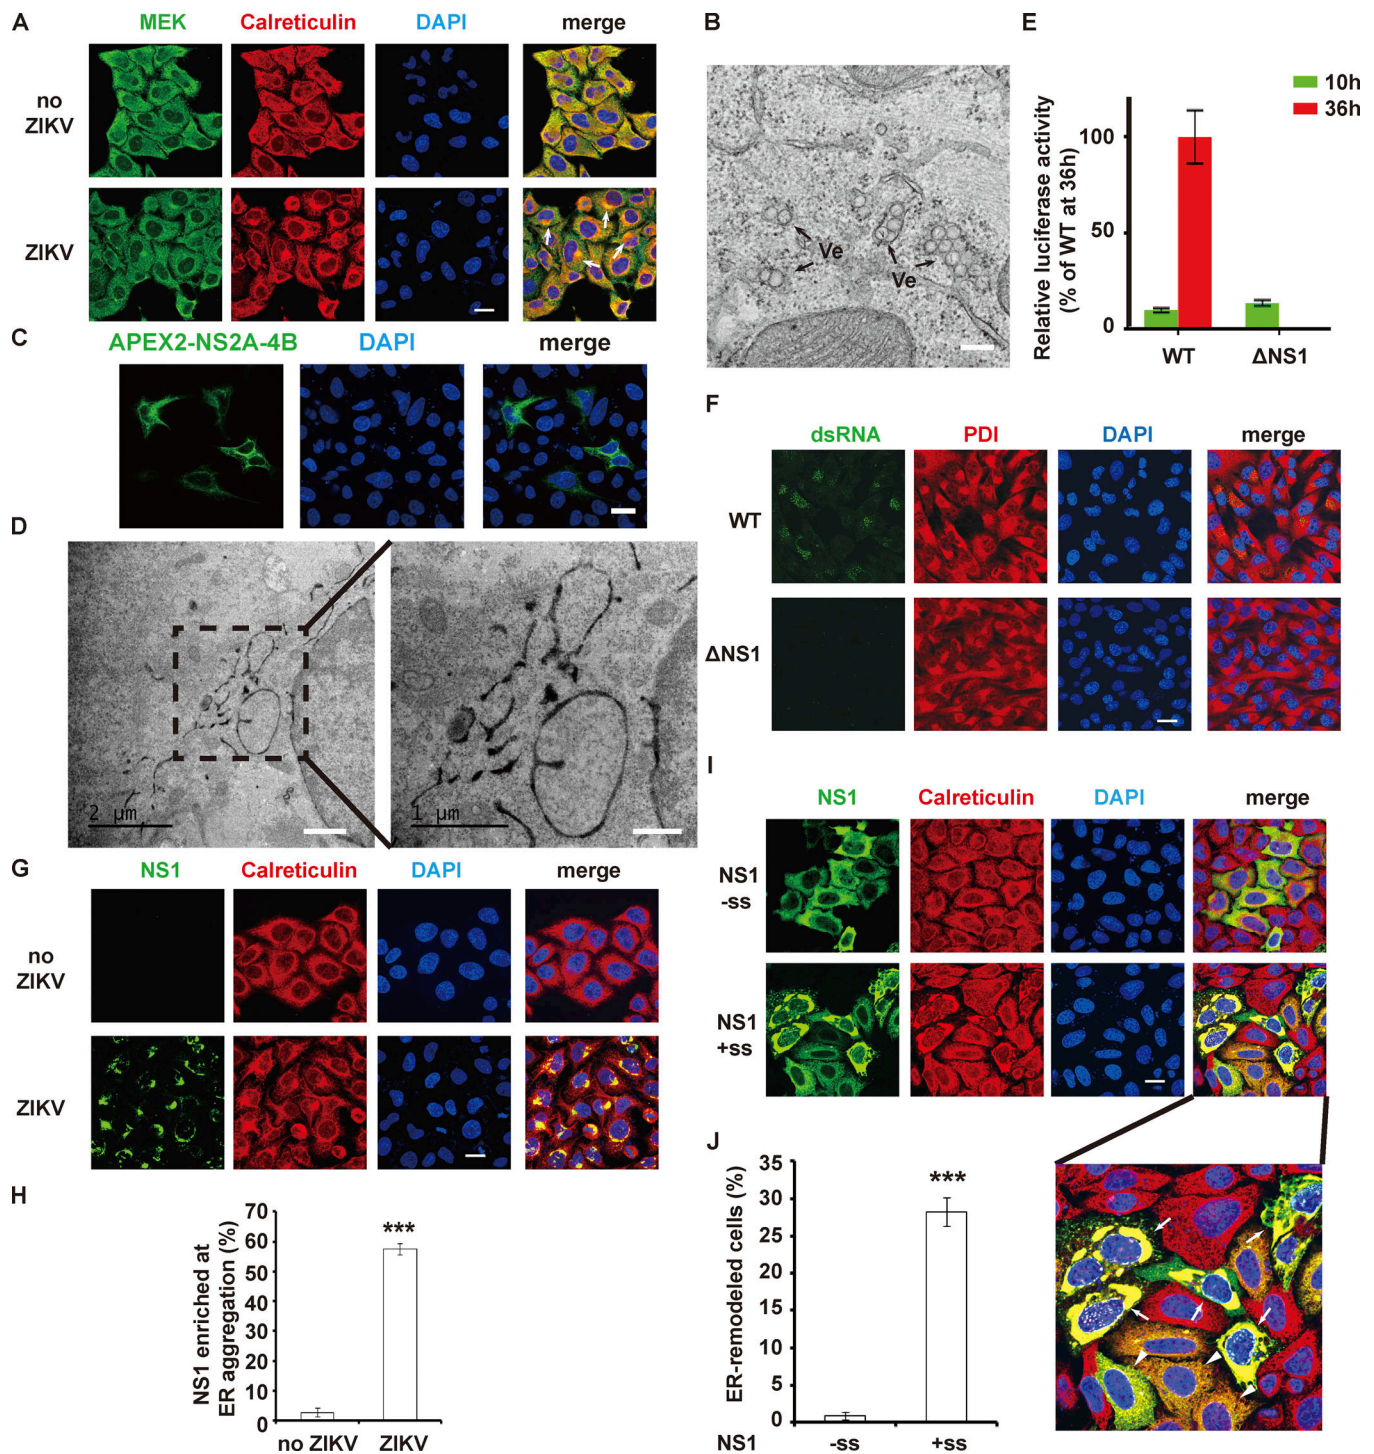 A
MEK Calreticulin DAPI merge
no
ZIKV
ZIKV
B
Ve
Ve
E
10h
36h
Relative luciferase activity
(% of WT at 36h)
100
50
0
WT ΔNS1
C
APEX2-NS2A-4B DAPI merge
D
2 µm
1 µm
F
dsRNA PDI DAPI merge
WT
ΔNS1
G
NS1 Calreticulin DAPI merge
no
ZIKV
ZIKV
H
NS1 enriched at
ER aggregation (%)
70
60
50
40
30
20
10
0
***
no ZIKV ZIKV
I
NS1 Calreticulin DAPI merge
NS1
-ss
NS1
+ss
J
ER-remodeled cells (%)
35
30
25
20
15
10
5
0
***
NS1 -ss +ss